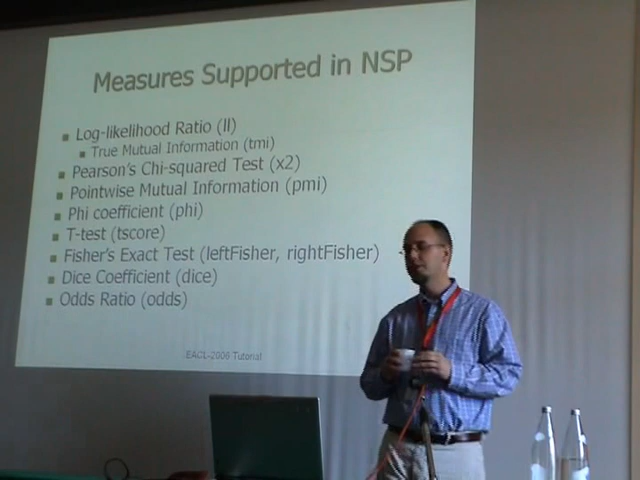 Measures Supported in NSP
Log-likelihood Ratio (ll)
True Mutual Information (tmi)
Pearson's Chi-squared Test (x2)
Pointwise Mutual Information (pmi)
Phi coefficient (phi)
T-test (tscore)
Fisher's Exact Test (leftFisher, rightFisher)
Dice Coefficient (dice)
Odds Ratio (odds)
EACL-2006 Tutorial